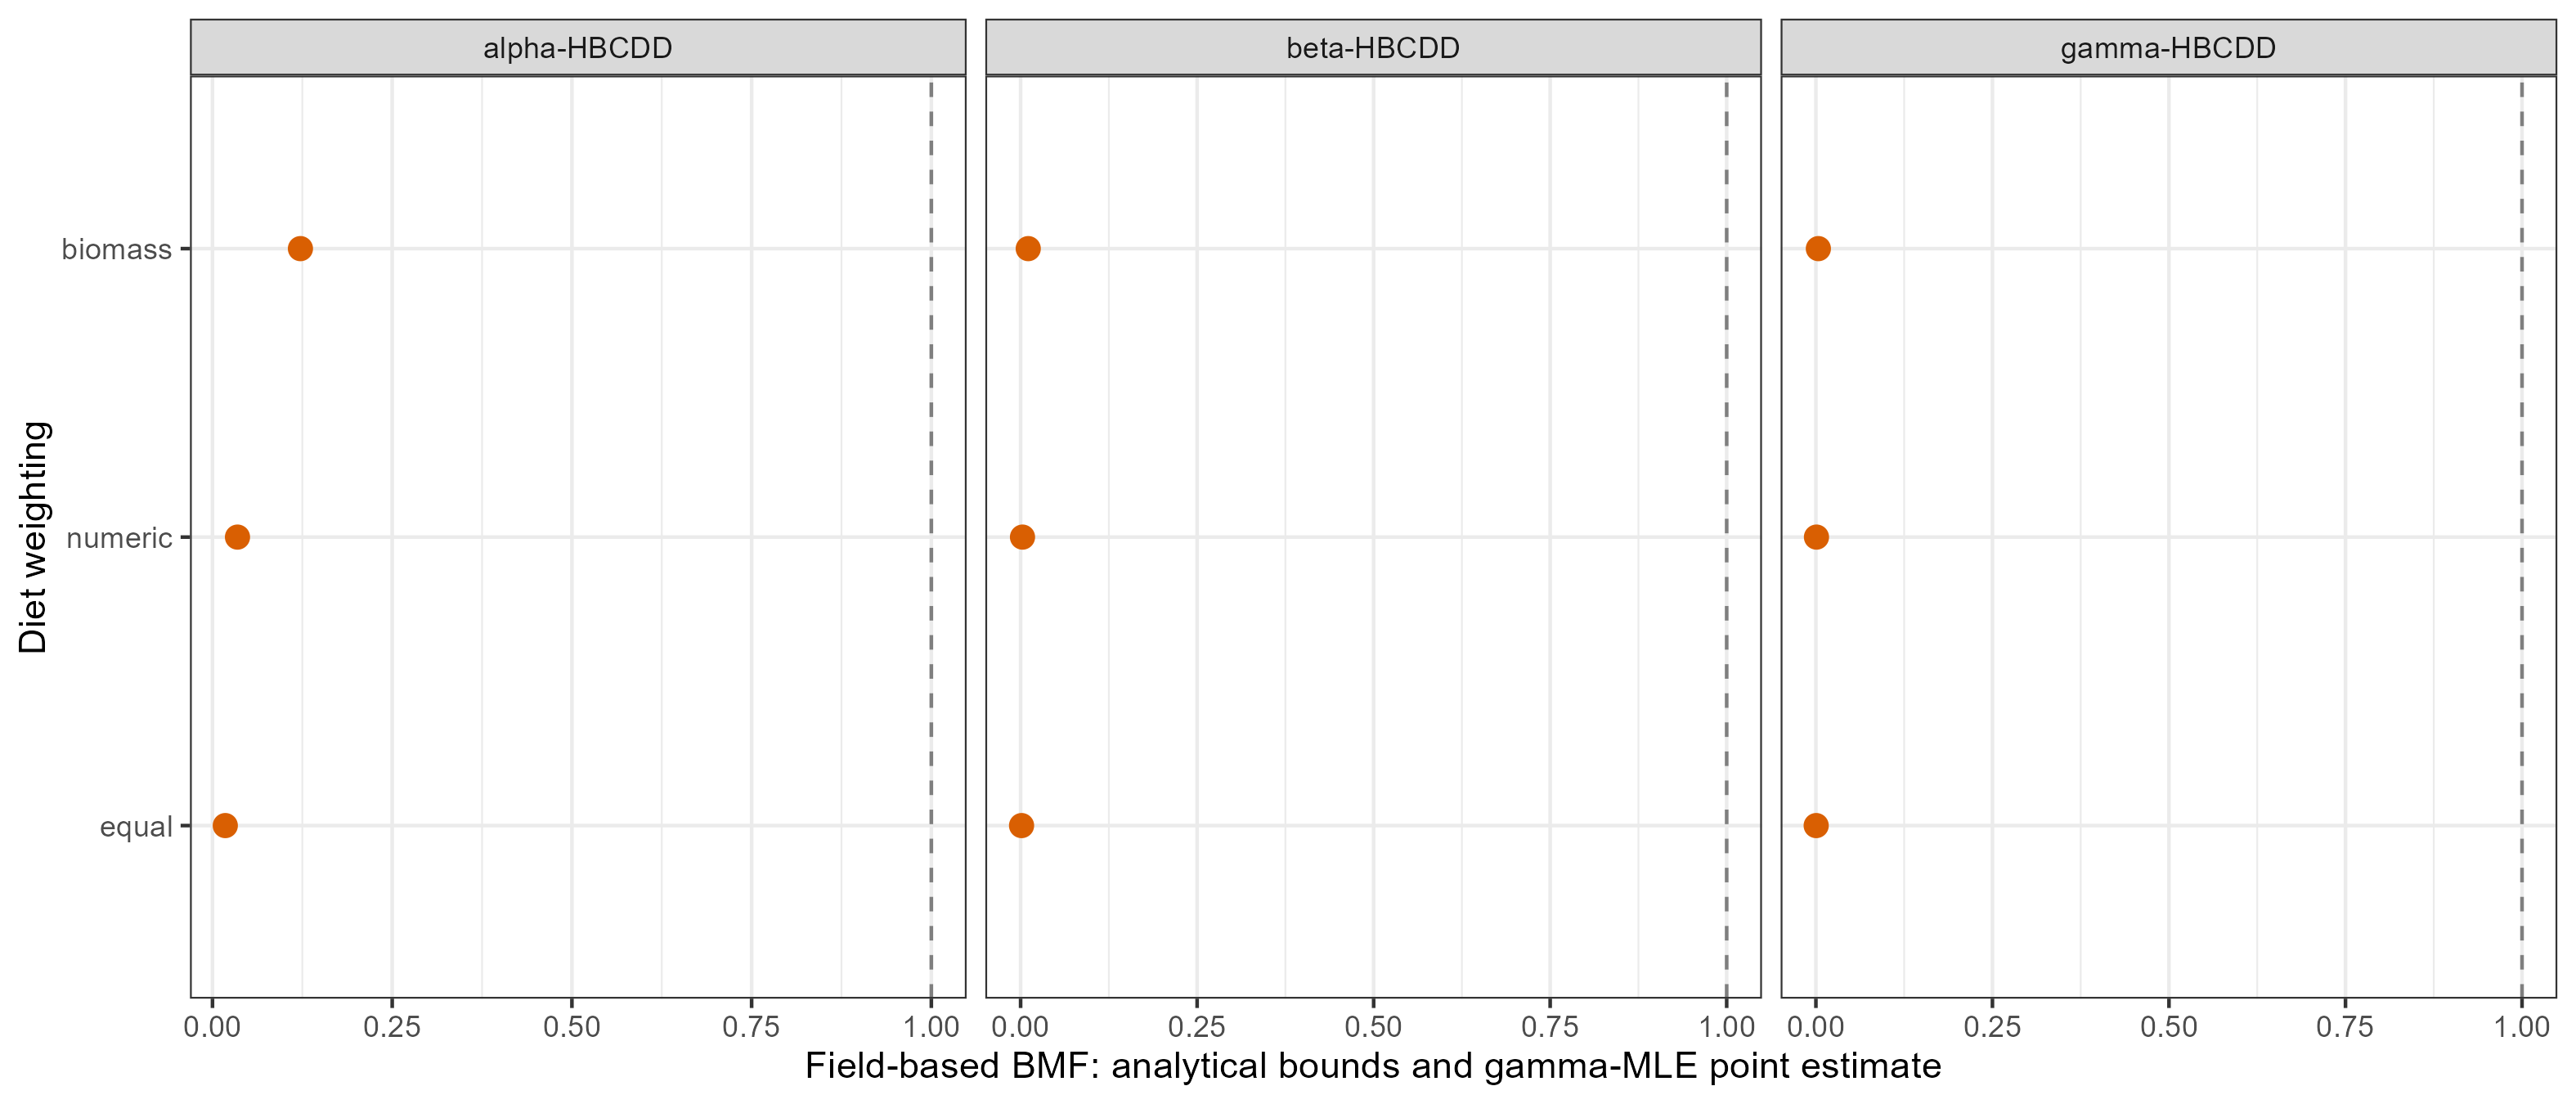 alpha-HBCDD
beta-HBCDD
gamma-HBCDD
Diet weighting
biomass
numeric
equal
0.00 0.25 0.50 0.75 1.00
0.00 0.25 0.50 0.75 1.00
0.00 0.25 0.50 0.75 1.00
Field-based BMF: analytical bounds and gamma-MLE point estimate